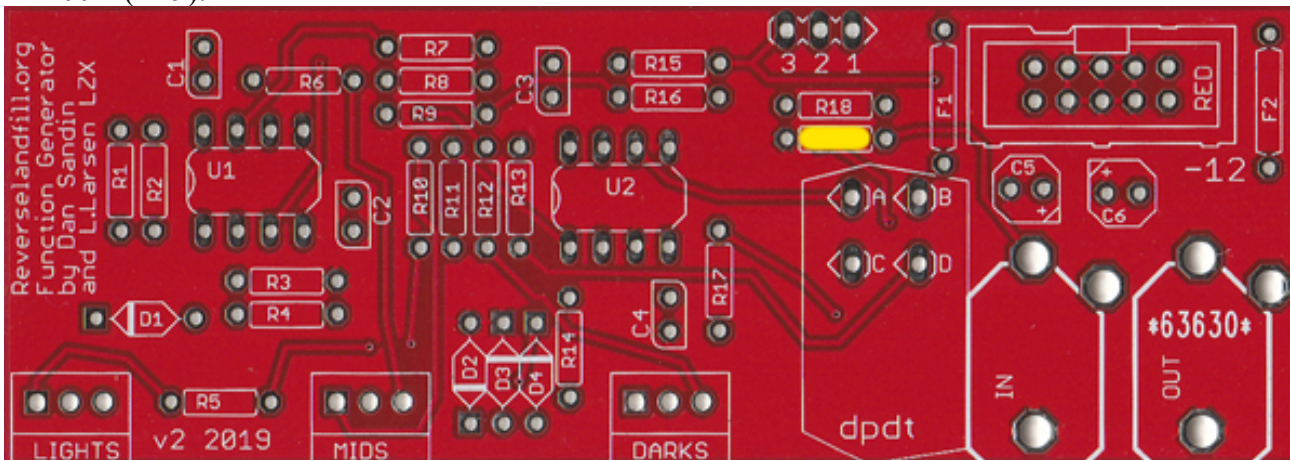 Reverselandfill.org
Function Generator
by Dan Sandin
and L.Larsen LZX
C1
R6
R7
R8
R9
C3
R15
R16
3 2 1
R18
F1
RED
F2
-12
R1
R2
U1
C2
R10
R11
R12
R13
U2
A
B
C
D
C5
+
+
C6
R3
R4
D1
R17
C4
R14
D2
D3
D4
R5
LIGHTS
v2 2019
MIDS
DARKS
dpdt
IN
*63630*
OUT